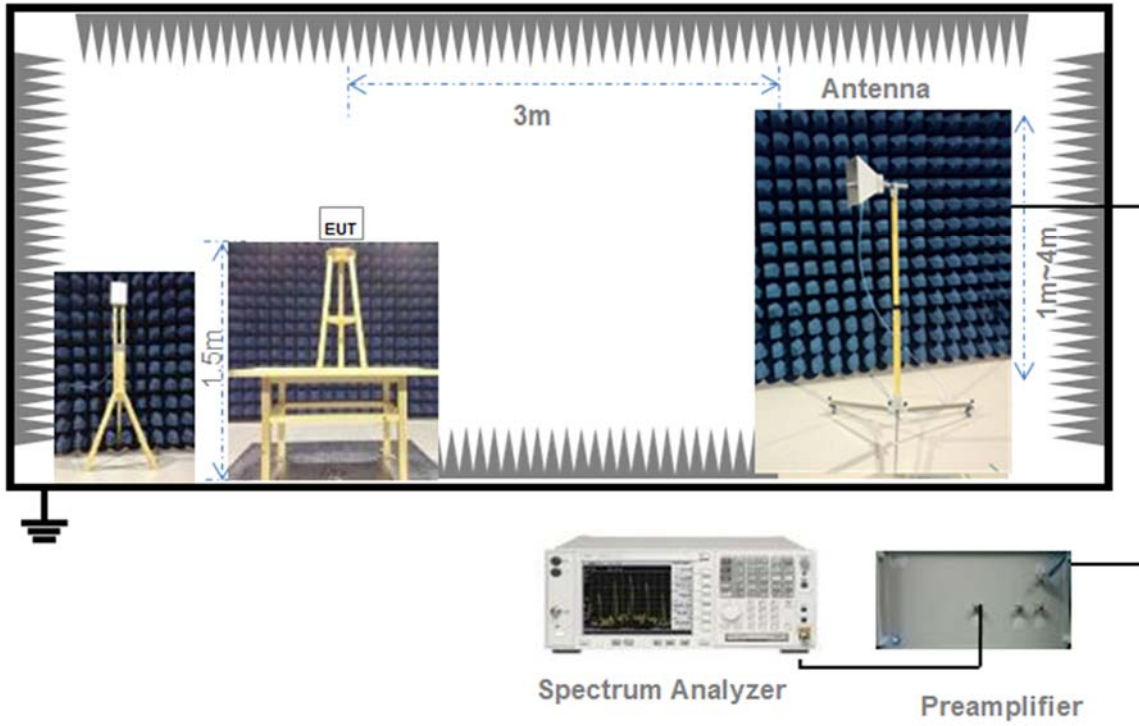 Antenna
3m
EUT
1.5m
1m~4m
Spectrum Analyzer
Preamplifier